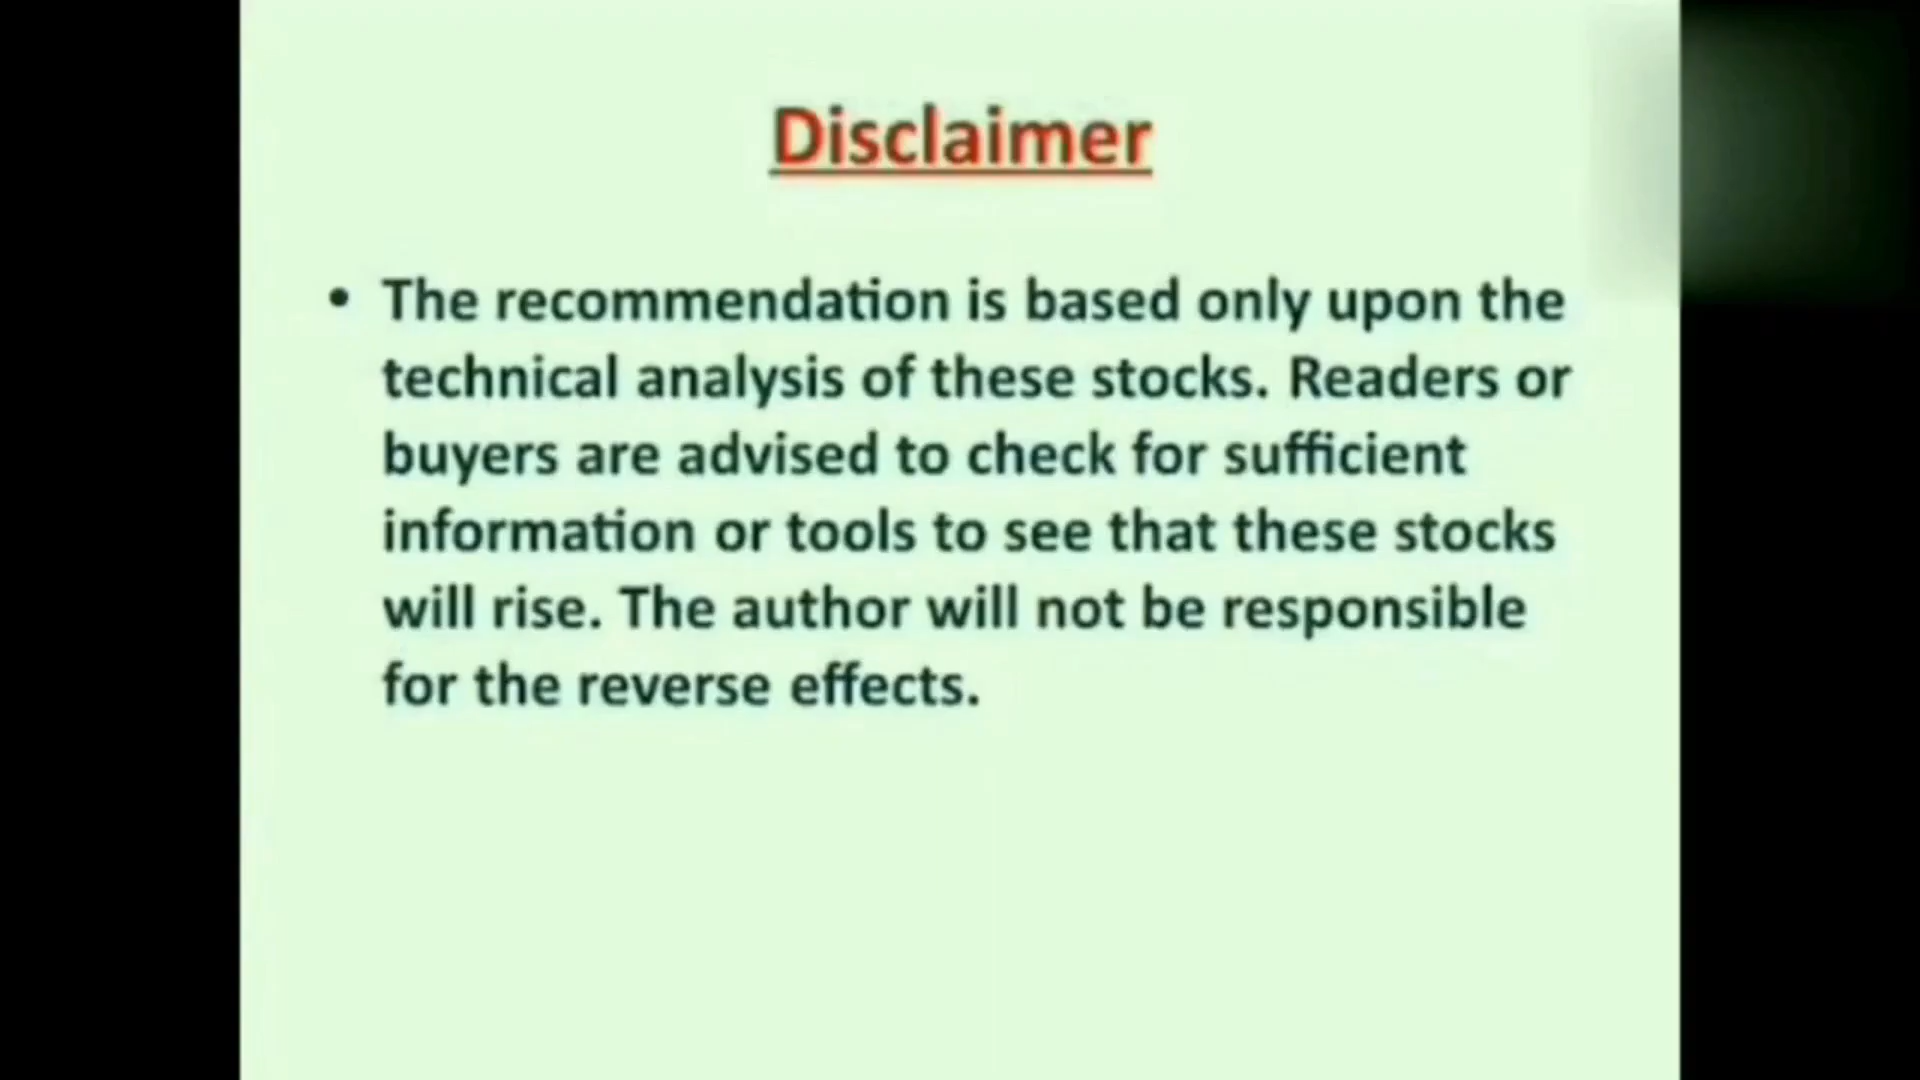 Disclaimer
• The recommendation is based only upon the
technical analysis of these stocks. Readers or
buyers are advised to check for sufficient
information or tools to see that these stocks
will rise. The author will not be responsible
for the reverse effects.